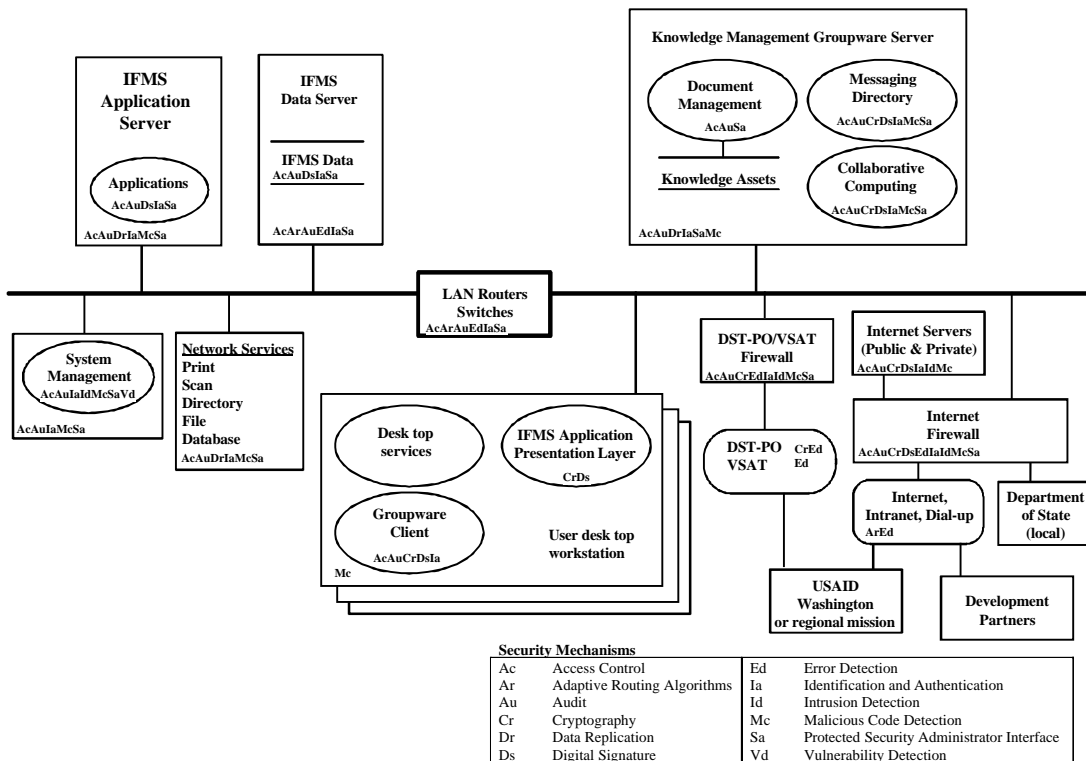 IFMS
Application
Server
Applications
AcAuDsIaSa
AcAuDrIaMcSa
IFMS
Data Server
IFMS Data
AcAuDsIaSa
AcArAuEdIaSa
Knowledge Management Groupware Server
Document
Management
AcAuSa
Knowledge Assets
Messaging
Directory
AcAuCrDsIaMcSa
Collaborative
Computing
AcAuCrDsIaMcSa
AcAuDrIaSaMc
LAN Routers
Switches
AcArAuEdIaSa
System
Management
AcAuIaIdMcSaVd
AcAuIaMcSa
Network Services
Print
Scan
Directory
File
Database
AcAuDrIaMcSa
Desk top
services
IFMS Application
Presentation Layer
CrDs
Groupware
Client
AcAuCrDsIa
User desk top
workstation
Mc
DST-PO/VSAT
Firewall
AcAuCrEdIaIdMcSa
DST-PO CrEd
VSAT Ed
Internet Servers
(Public & Private)
AcAuCrDsIaIdMc
Internet
Firewall
AcAuCrDsEdIaIdMcSa
Internet,
Intranet, Dial-up
ArEd
Department
of State
(local)
USAID
Washington
or regional mission
Development
Partners
Security Mechanisms
Ac Access Control
Ar Adaptive Routing Algorithms
Au Audit
Cr Cryptography
Dr Data Replication
Ds Digital Signature
Ed Error Detection
Ia Identification and Authentication
Id Intrusion Detection
Mc Malicious Code Detection
Sa Protected Security Administrator Interface
Vd Vulnerability Detection